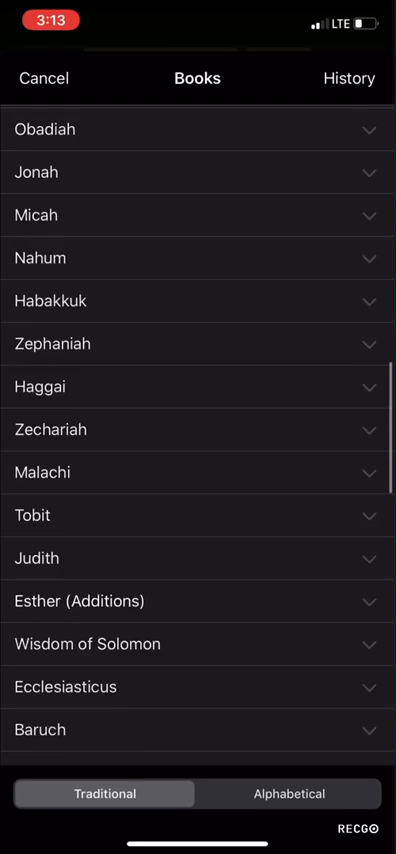 3:13 LTE
Cancel Books History
Obadiah
Jonah
Micah
Nahum
Habakkuk
Zephaniah
Haggai
Zechariah
Malachi
Tobit
Judith
Esther (Additions)
Wisdom of Solomon
Ecclesiasticus
Baruch
Traditional Alphabetical
RECGO